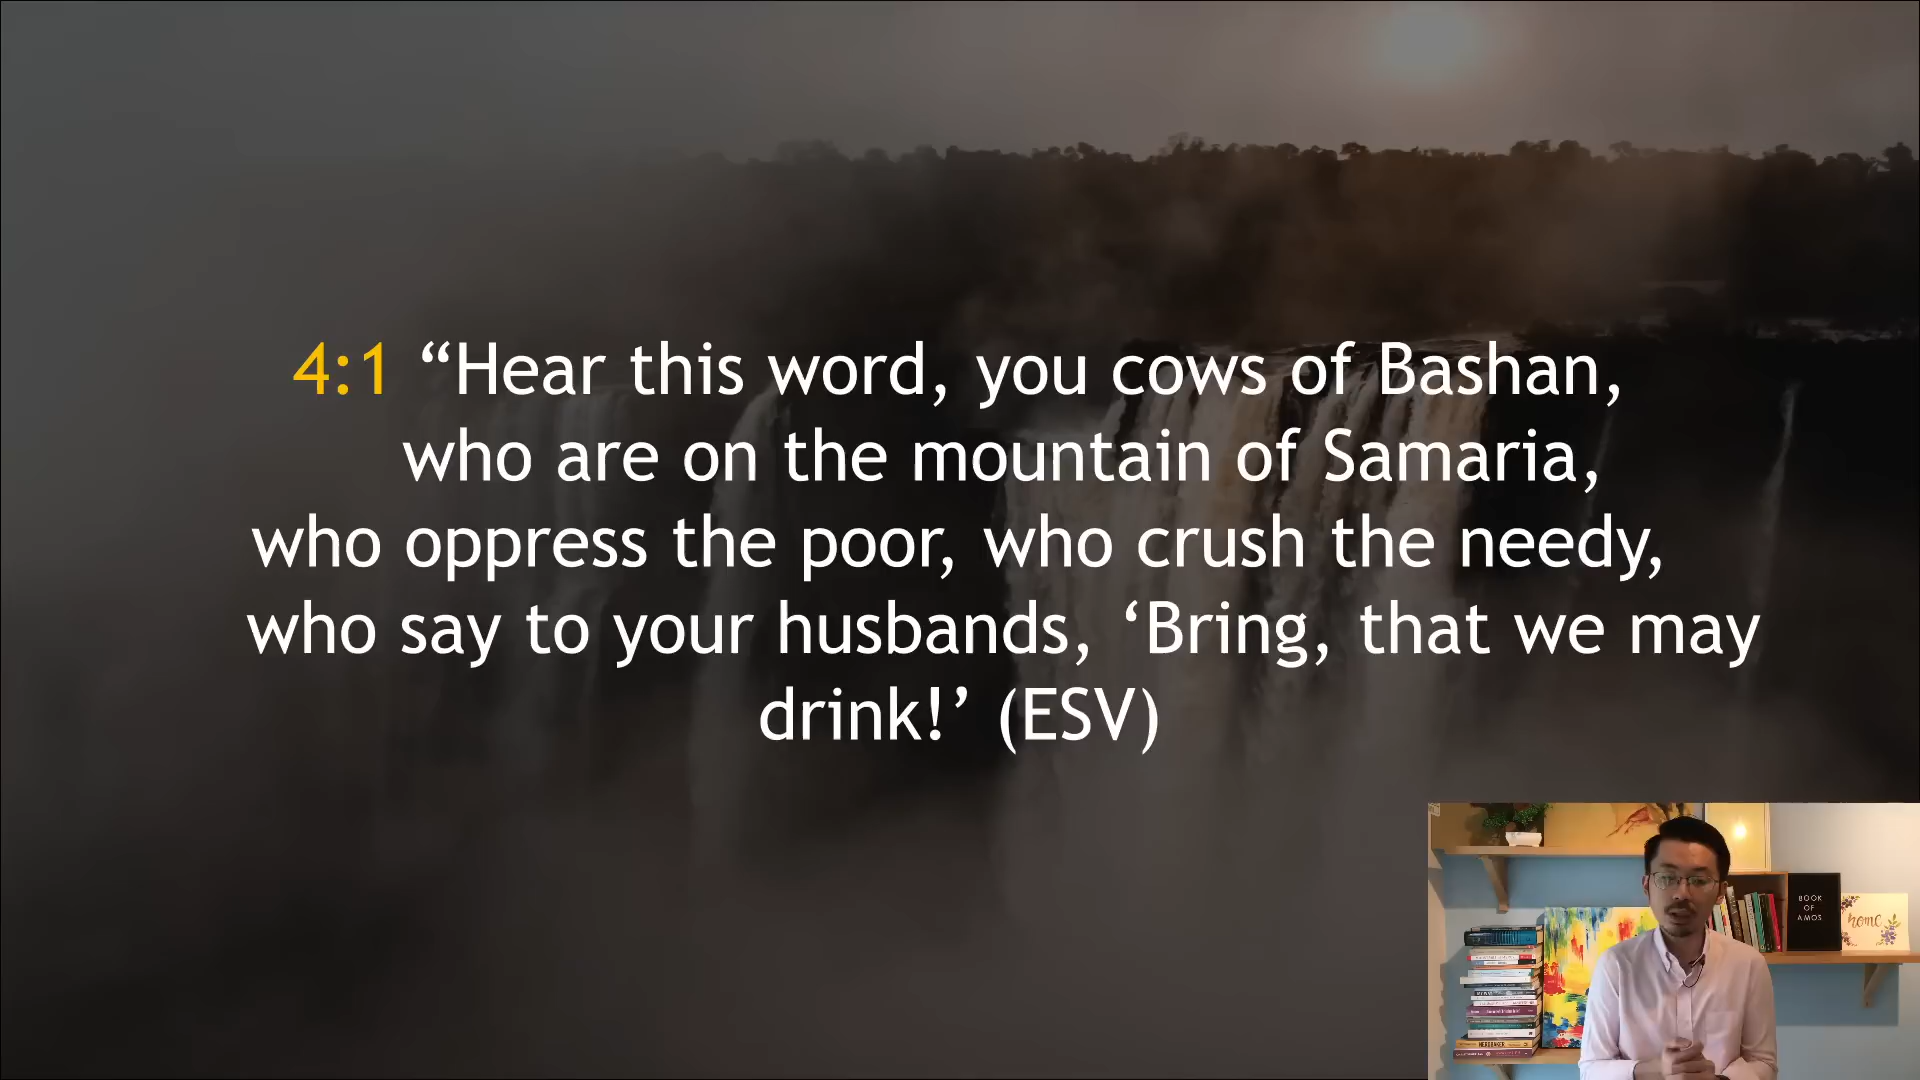 4:1 “Hear this word, you cows of Bashan,
who are on the mountain of Samaria,
who oppress the poor, who crush the needy,
who say to your husbands, ‘Bring, that we may
drink!’ (ESV)
BOOK
OF
AMOS
home